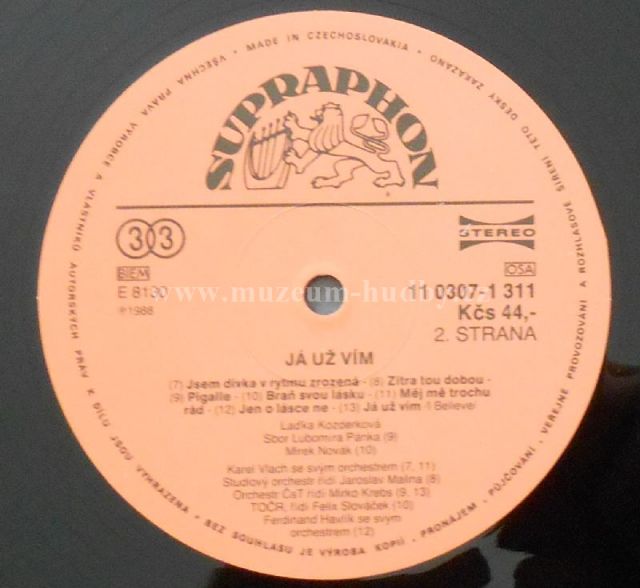 • MADE IN CZECHOSLOVAKIA • VŠECHNA PRÁVA VÝROBCE A VLASTNÍKŮ AUTORSKÝCH PRÁV K DÍLU JSOU VYHRAZENA • BEZ SOUHLASU JE VÝROBA KOPIÍ, PRONÁJEM, PŮJČOVÁNÍ, VEŘEJNÉ PROVOZOVÁNÍ A ROZHLASOVÉ ŠÍŘENÍ TÉTO DESKY ZAKÁZÁNO
SUPRAPHON
33
STEREO
BIEM
OSA
E 8130
11 0307-1 311
℗1988
Kčs 44,-
2. STRANA
www.muzeum-hudby.cz
JÁ UŽ VÍM
(7) Jsem dívka v rytmu zrozená - (8) Zítra tou dobou -
(9) Pigalle - (10) Braň svou lásku - (11) Měj mě trochu
rád - (12) Jen o lásce ne - (13) Já už vím (I Believe)
Laďka Kozderková
Sbor Lubomíra Pánka (9)
Mirek Novák (10)
Karel Vlach se svým orchestrem (7, 11)
Studiový orchestr řídí Jaroslav Malina (8)
Orchestr ČsT řídí Mirko Krebs (9, 13)
TOČR, řídí Felix Slováček (10)
Ferdinand Havlík se svým
orchestrem (12)